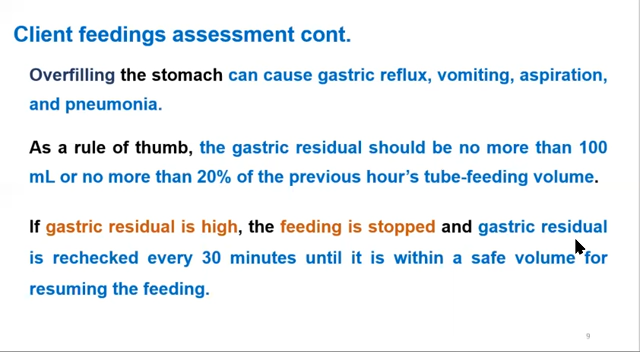 Client feedings assessment cont.
Overfilling the stomach can cause gastric reflux, vomiting, aspiration,
and pneumonia.
As a rule of thumb, the gastric residual should be no more than 100
mL or no more than 20% of the previous hour's tube-feeding volume.
If gastric residual is high, the feeding is stopped and gastric residual
is rechecked every 30 minutes until it is within a safe volume for
resuming the feeding.
9